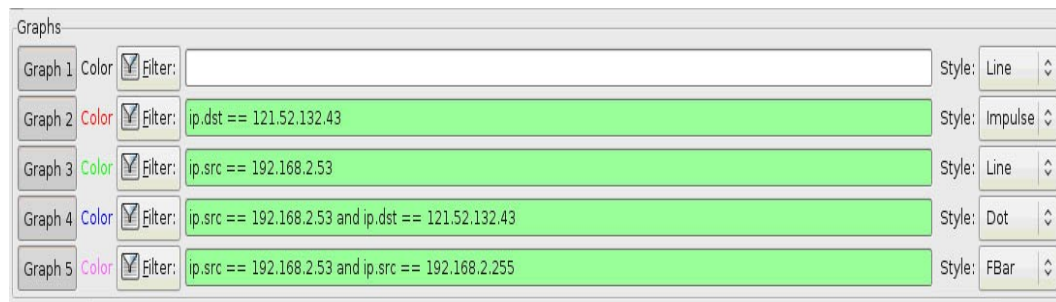 Graphs
Graph 1 Color Filter: Style: Line
Graph 2 Color Filter: ip.dst == 121.52.132.43 Style: Impulse
Graph 3 Color Filter: ip.src == 192.168.2.53 Style: Line
Graph 4 Color Filter: ip.src == 192.168.2.53 and ip.dst == 121.52.132.43 Style: Dot
Graph 5 Color Filter: ip.src == 192.168.2.53 and ip.src == 192.168.2.255 Style: FBar